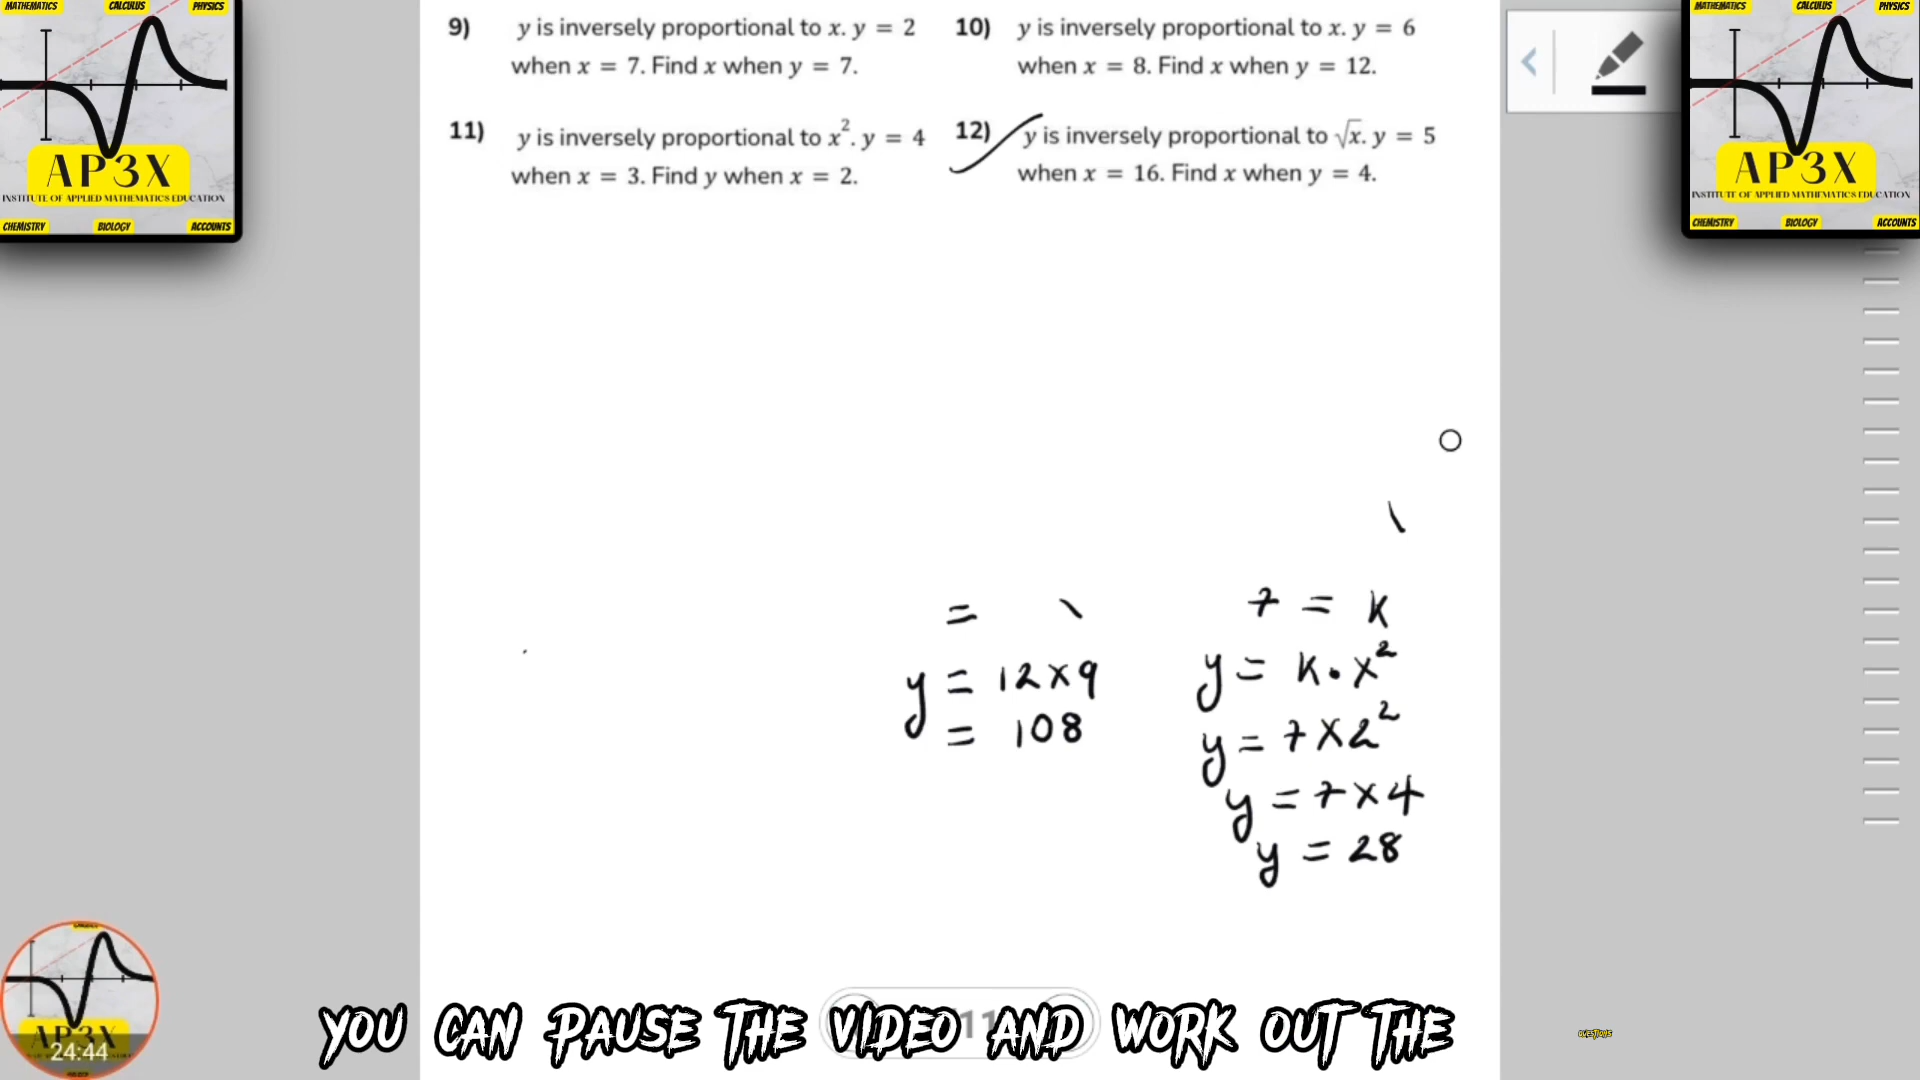 MATHEMATICS CALCULUS PHYSICS
AP3X
INSTITUTE OF APPLIED MATHEMATICS EDUCATION
CHEMISTRY BIOLOGY ACCOUNTS
9) y is inversely proportional to x. y = 2
when x = 7. Find x when y = 7.
10) y is inversely proportional to x. y = 6
when x = 8. Find x when y = 12.
11) y is inversely proportional to x². y = 4
when x = 3. Find y when x = 2.
12) y is inversely proportional to √x. y = 5
when x = 16. Find x when y = 4.
MATHEMATICS CALCULUS PHYSICS
AP3X
INSTITUTE OF APPLIED MATHEMATICS EDUCATION
CHEMISTRY BIOLOGY ACCOUNTS
=
y = 12 × 9
= 108
7 = k
y = k . x²
y = 7 × 2²
y = 7 × 4
y = 28
AP3X
24:44
11
YOU CAN PAUSE THE VIDEO AND WORK OUT THE
QUESTIONS